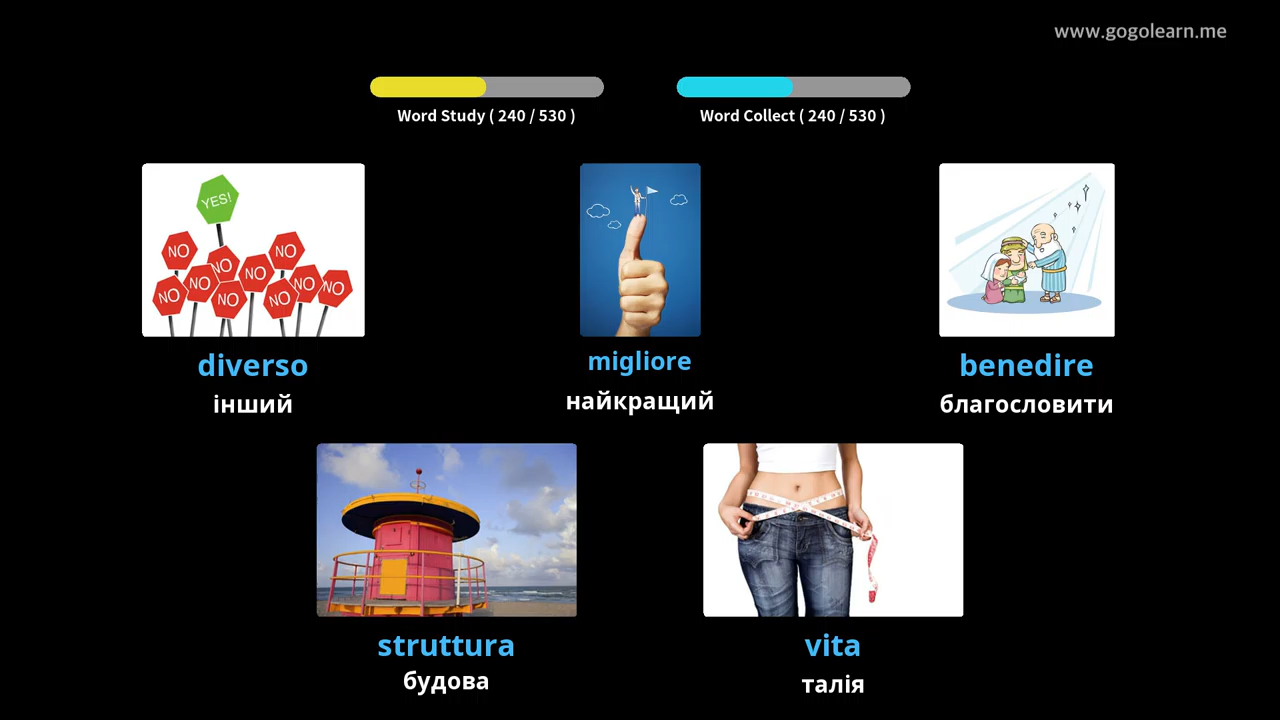 www.gogolearn.me
Word Study ( 240 / 530 )
Word Collect ( 240 / 530 )
YES!
NO
NO
NO
NO
NO
NO
NO
NO
NO
NO
diverso
інший
migliore
найкращий
benedire
благословити
struttura
будова
vita
талія